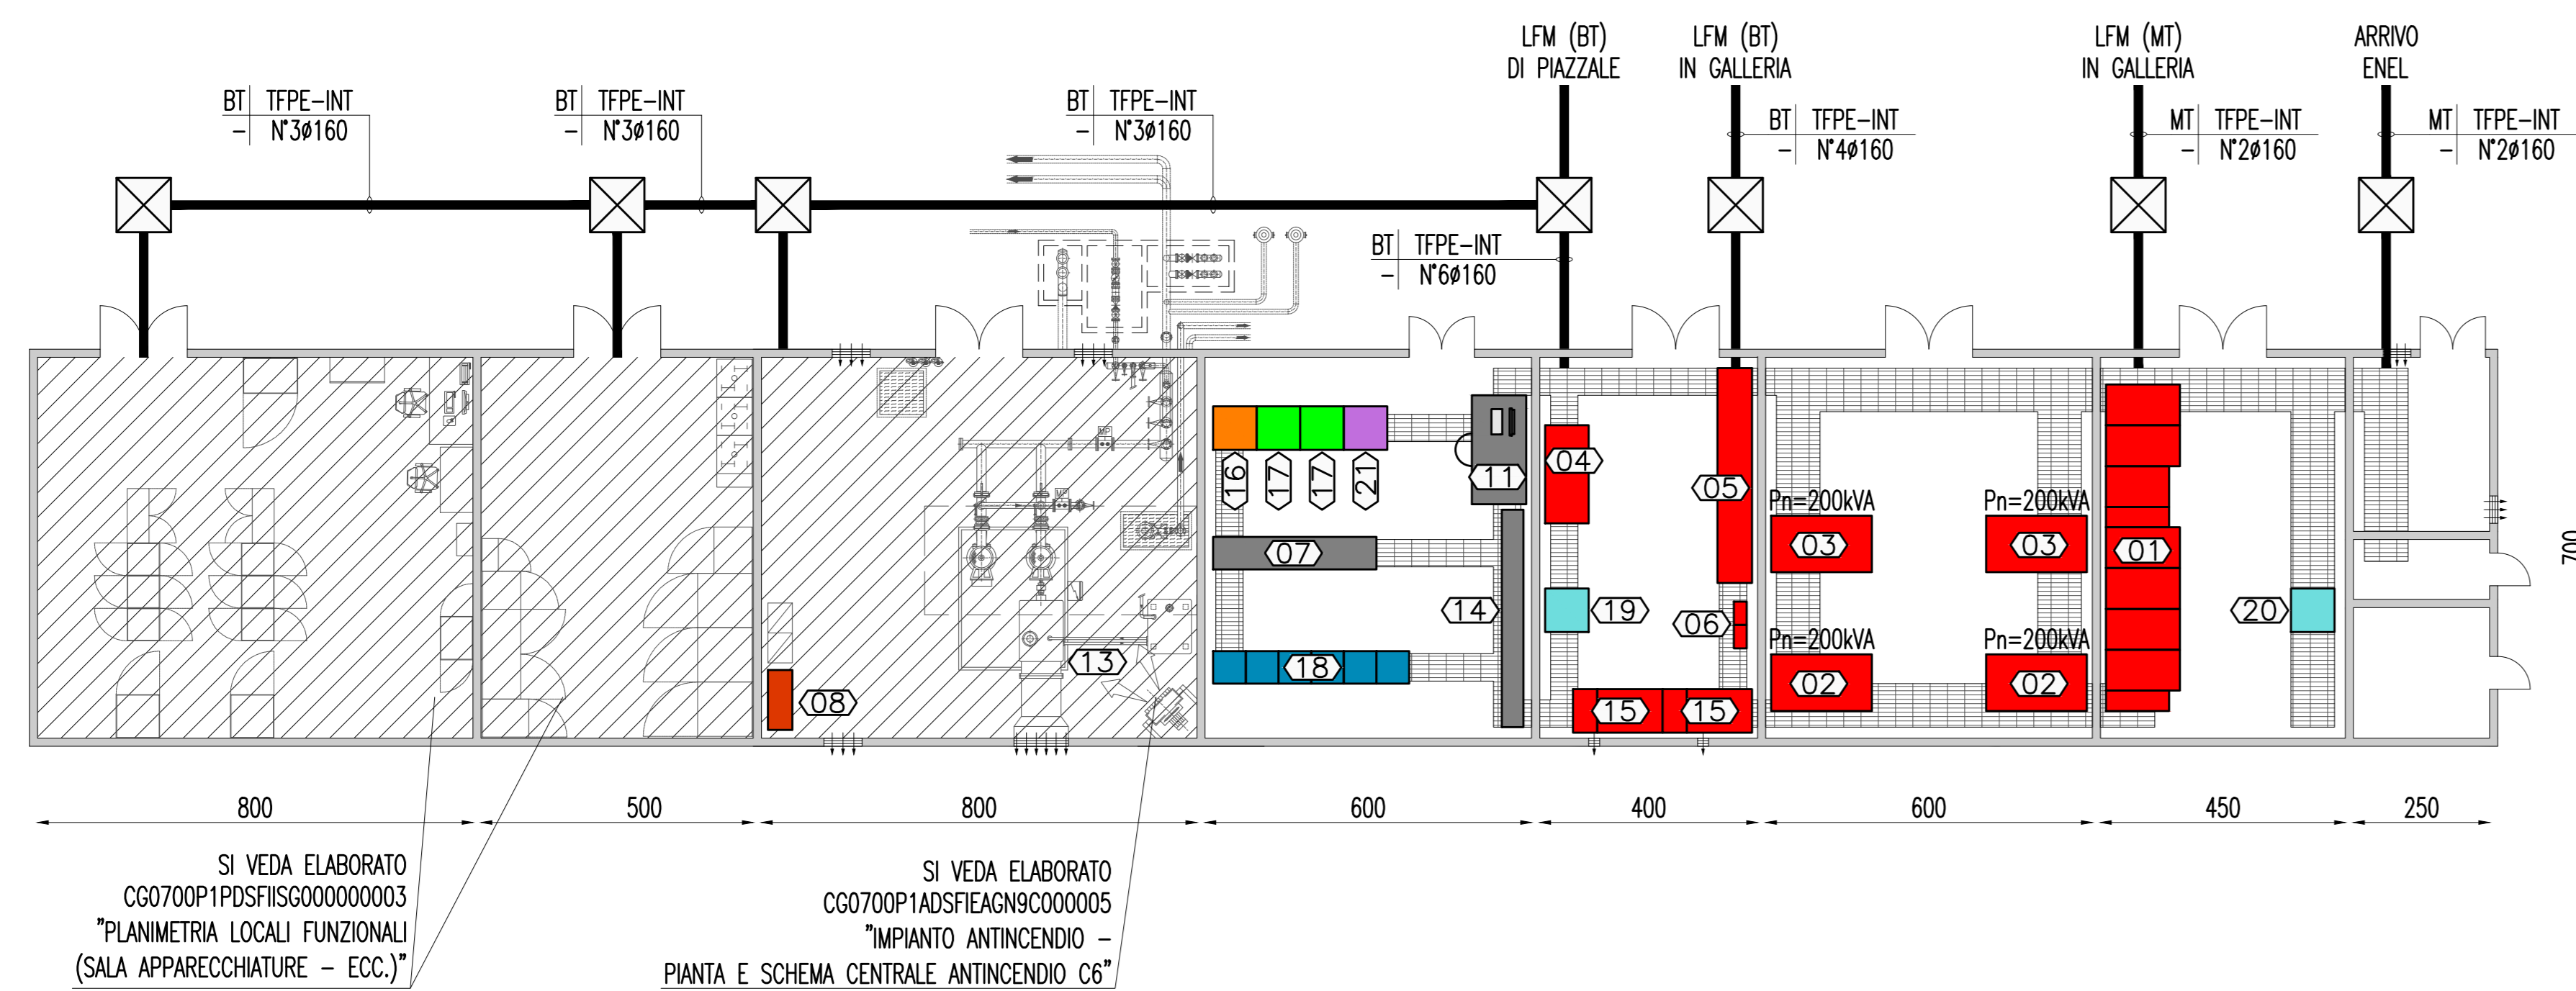 LFM (BT)
DI PIAZZALE
LFM (BT)
IN GALLERIA
LFM (MT)
IN GALLERIA
ARRIVO
ENEL
BT TFPE-INT
- N°3ø160
BT TFPE-INT
- N°3ø160
BT TFPE-INT
- N°3ø160
BT TFPE-INT
- N°4ø160
MT TFPE-INT
- N°2ø160
MT TFPE-INT
- N°2ø160
BT TFPE-INT
- N°6ø160
MP
MP
16
17
17
21
11
04
05
07
Pn=200kVA
03
Pn=200kVA
03
01
700
14
19
06
20
13
18
08
15
15
Pn=200kVA
02
Pn=200kVA
02
800
500
800
600
400
600
450
250
SI VEDA ELABORATO
CG0700P1PDSFIISG000000003
"PLANIMETRIA LOCALI FUNZIONALI
(SALA APPARECCHIATURE - ECC.)"
SI VEDA ELABORATO
CG0700P1ADSFIEAGN9C000005
"IMPIANTO ANTINCENDIO -
PIANTA E SCHEMA CENTRALE ANTINCENDIO C6"